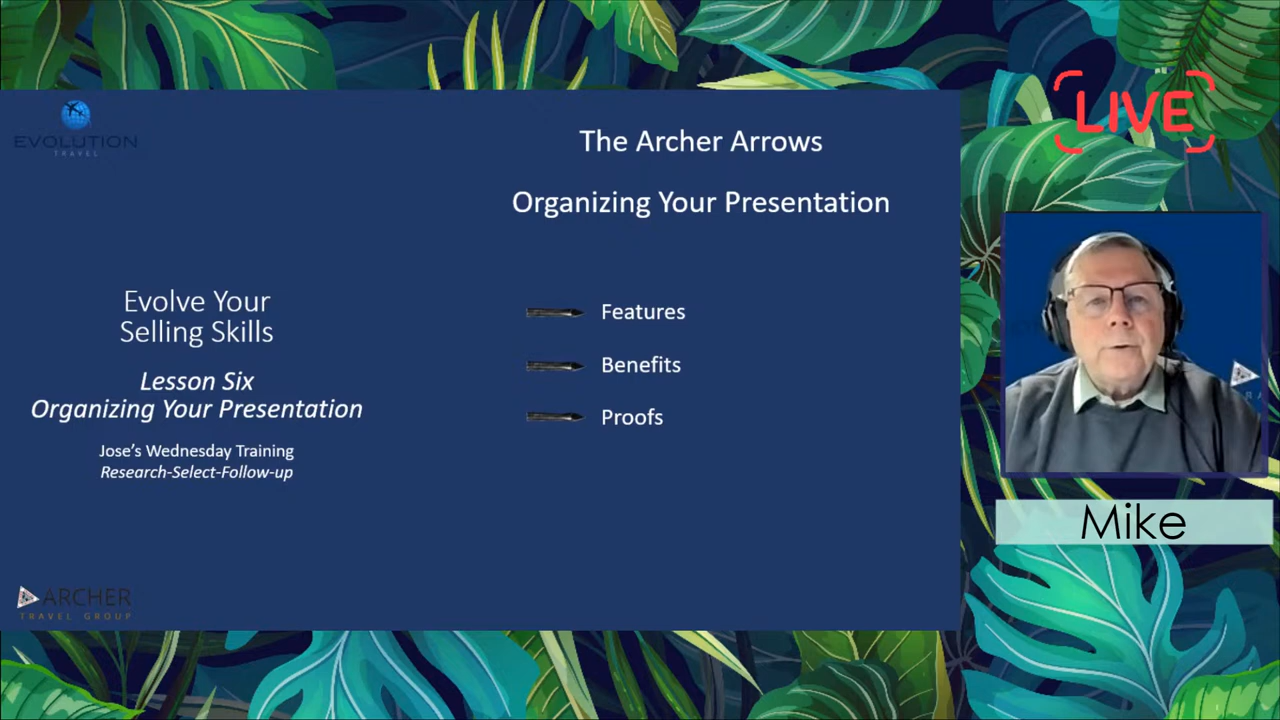 EVOLUTION
TRAVEL
The Archer Arrows
Organizing Your Presentation
Features
Benefits
Proofs
Evolve Your
Selling Skills
Lesson Six
Organizing Your Presentation
Jose's Wednesday Training
Research-Select-Follow-up
ARCHER
TRAVEL GROUP
LIVE
Mike